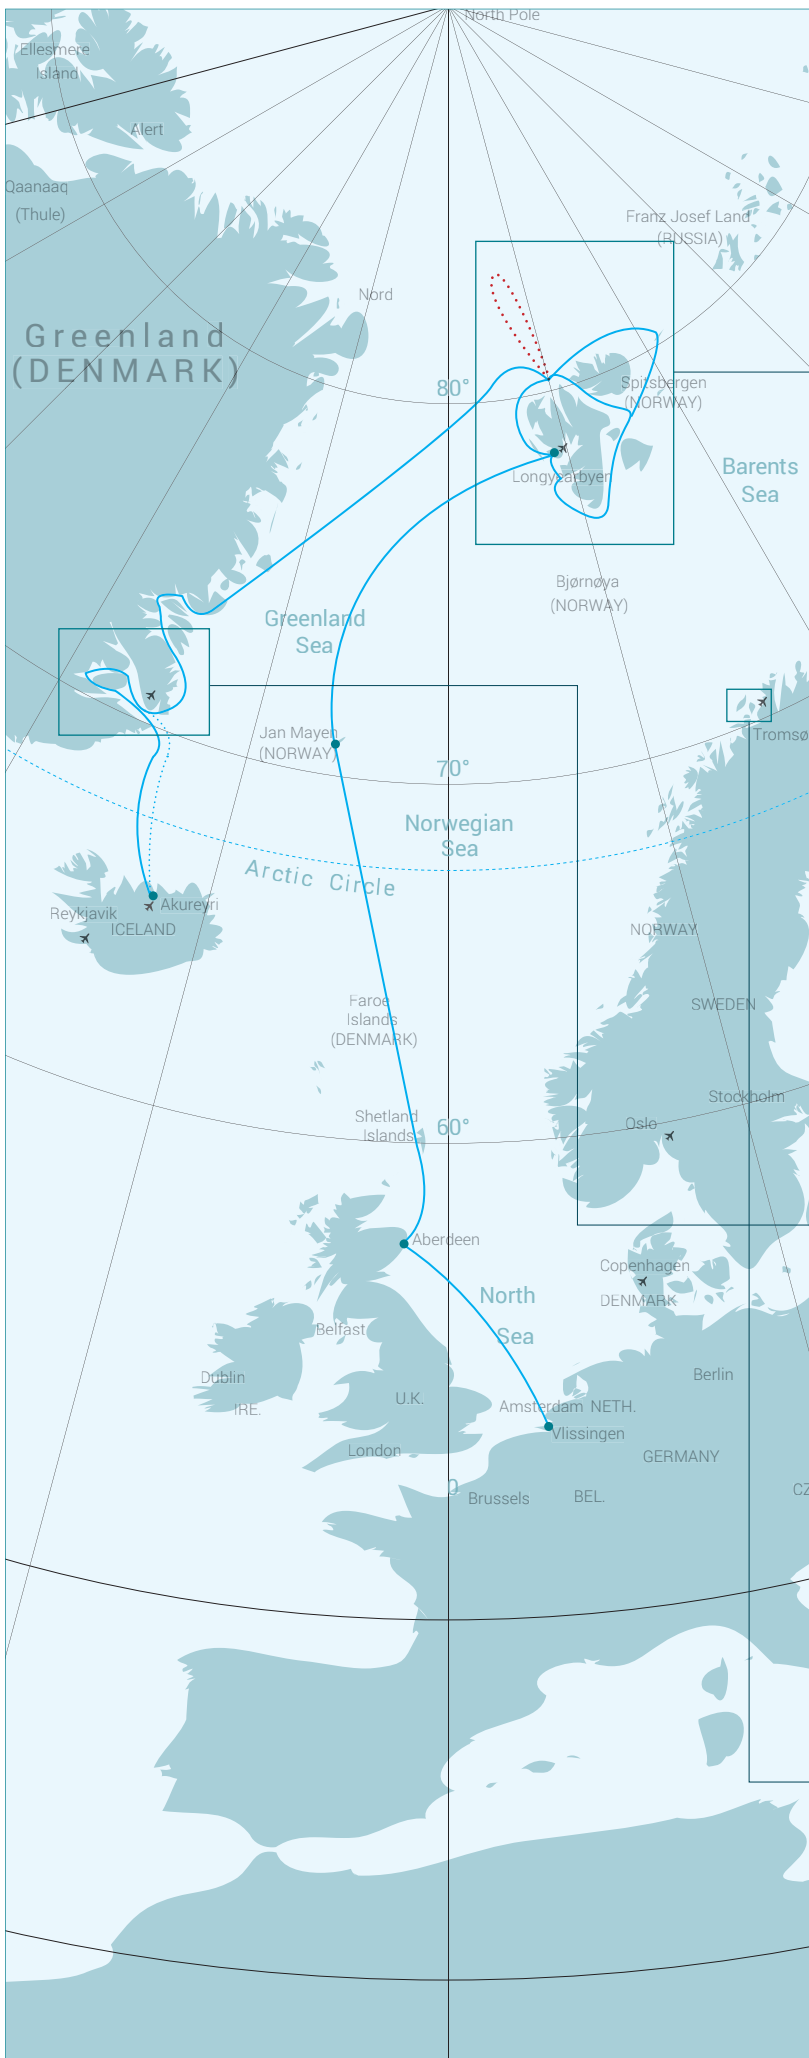 North Pole
Ellesmere
Island
Alert
Qaanaaq
(Thule)
Franz Josef Land
(RUSSIA)
Nord
Greenland
(DENMARK)
80°
Spitsbergen
(NORWAY)
Barents
Sea
Longyearbyen
Bjørnøya
(NORWAY)
Greenland
Sea
Jan Mayen
(NORWAY)
Tromsø
70°
Norwegian
Sea
Arctic Circle
Akureyri
Reykjavik
ICELAND
NORWAY
Faroe
Islands
(DENMARK)
SWEDEN
Stockholm
Shetland
Islands
60°
Oslo
Aberdeen
Copenhagen
DENMARK
North
Sea
Belfast
Dublin
IRE.
U.K.
Berlin
Amsterdam NETH.
Vlissingen
London
GERMANY
0
Brussels
BEL.
CZ